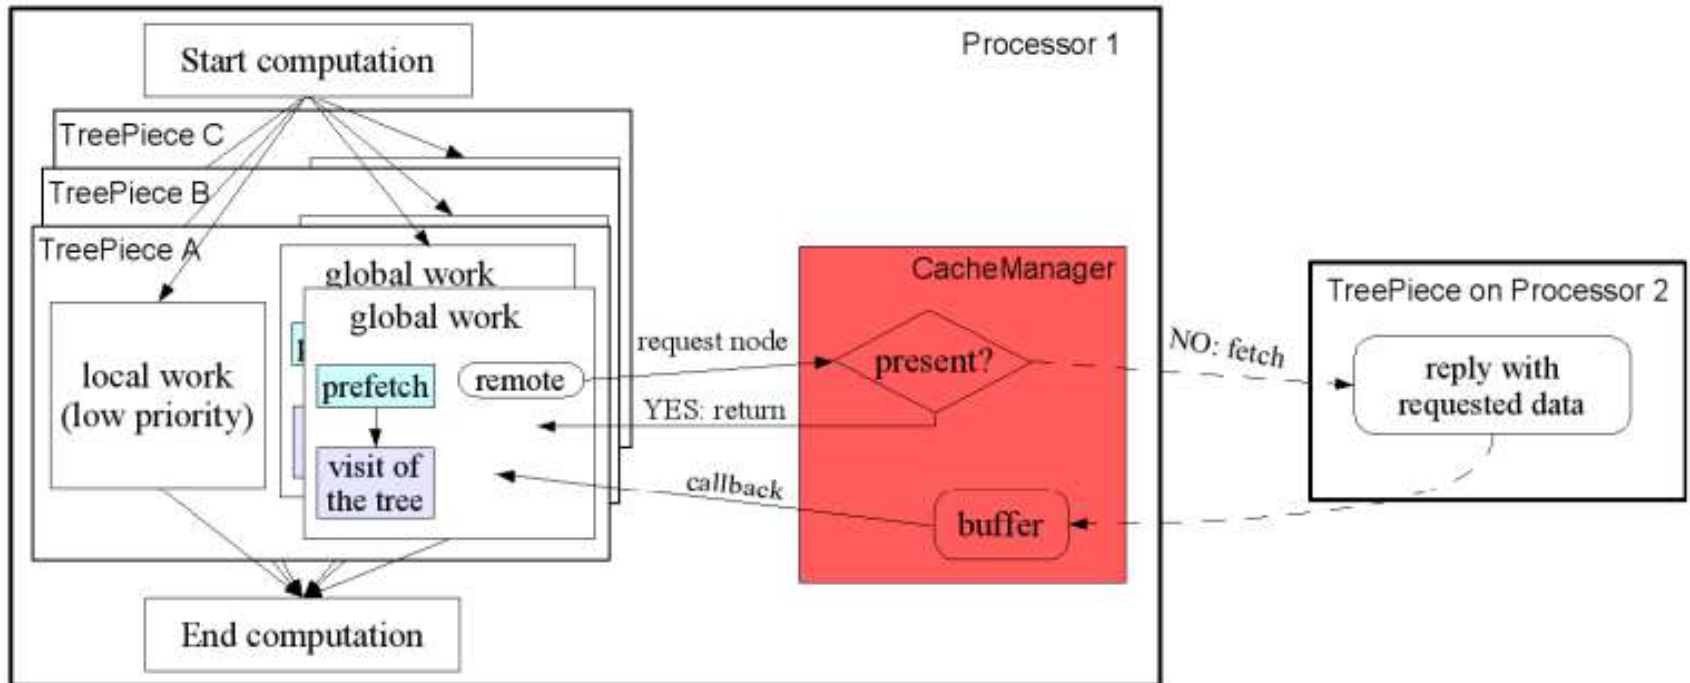 Start computation
Processor 1
TreePiece C
TreePiece B
TreePiece A
global work
global work
local work
(low priority)
prefetch
remote
visit of
the tree
request node
YES: return
callback
CacheManager
present?
buffer
NO: fetch
TreePiece on Processor 2
reply with
requested data
End computation